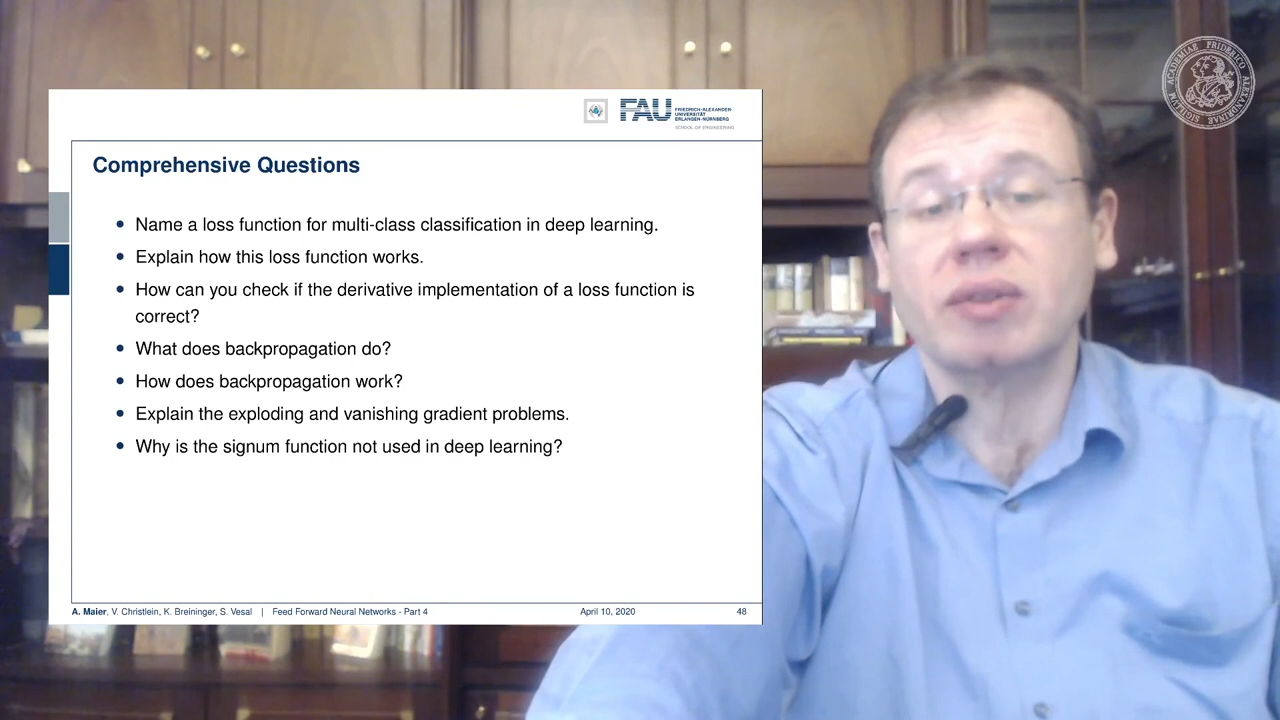 ACADEMIAE FRIDERICO ALEXANDRINAE SIGILLVM
FAU FRIEDRICH-ALEXANDER-
UNIVERSITÄT
ERLANGEN-NÜRNBERG
SCHOOL OF ENGINEERING
Comprehensive Questions
• Name a loss function for multi-class classification in deep learning.
• Explain how this loss function works.
• How can you check if the derivative implementation of a loss function is
correct?
• What does backpropagation do?
• How does backpropagation work?
• Explain the exploding and vanishing gradient problems.
• Why is the signum function not used in deep learning?
A. Maier, V. Christlein, K. Breininger, S. Vesal | Feed Forward Neural Networks - Part 4 April 10, 2020 48